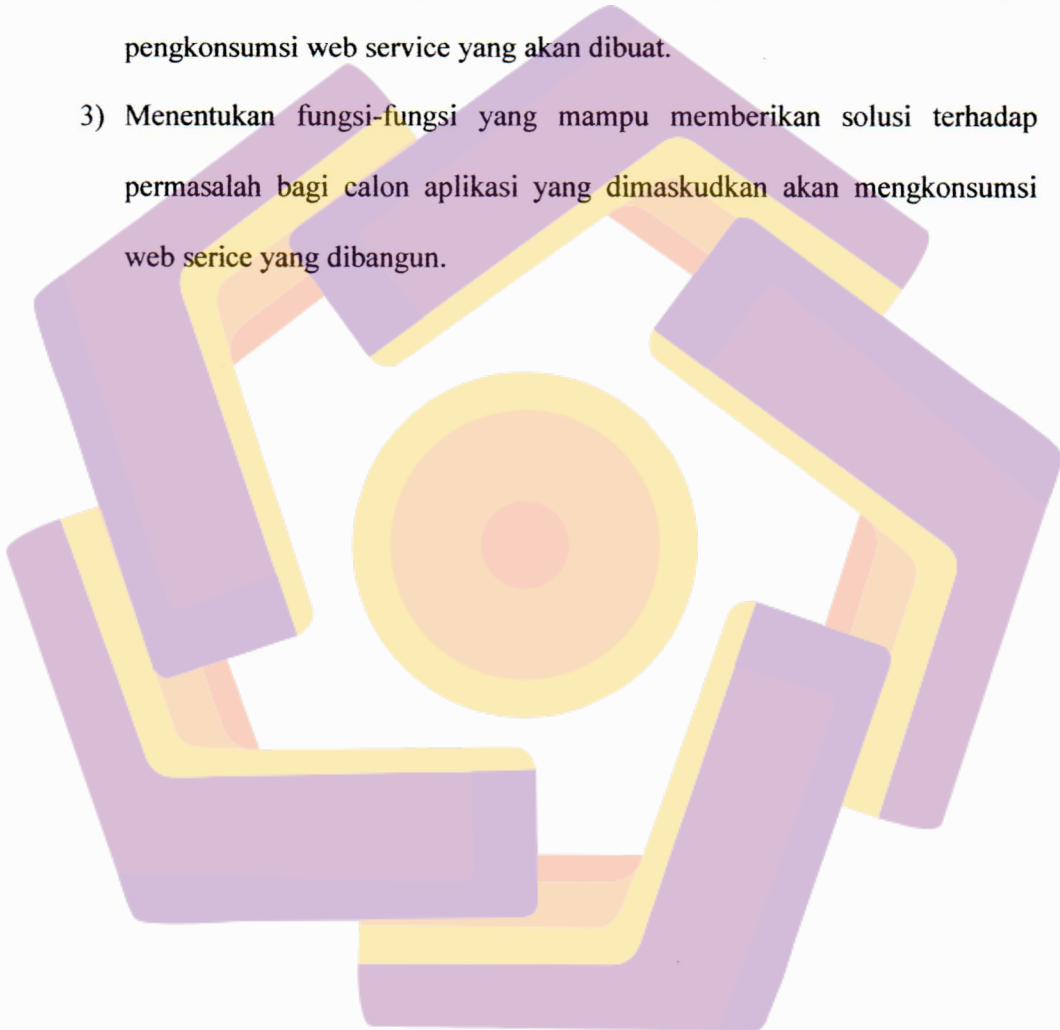 pengkonsumsi web service yang akan dibuat.
3) Menentukan fungsi-fungsi yang mampu memberikan solusi terhadap
permasalah bagi calon aplikasi yang dimaskudkan akan mengkonsumsi
web serice yang dibangun.